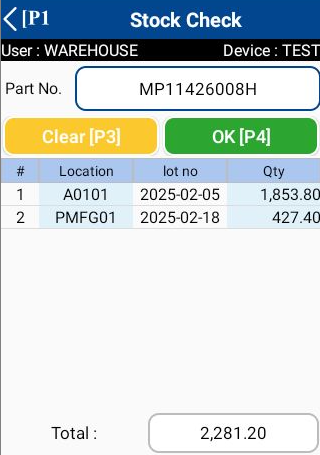 [P1 Stock Check
User : WAREHOUSE Device : TEST
Part No. MP11426008H
Clear [P3] OK [P4]
# Location lot no Qty
1 A0101 2025-02-05 1,853.80
2 PMFG01 2025-02-18 427.40
Total : 2,281.20